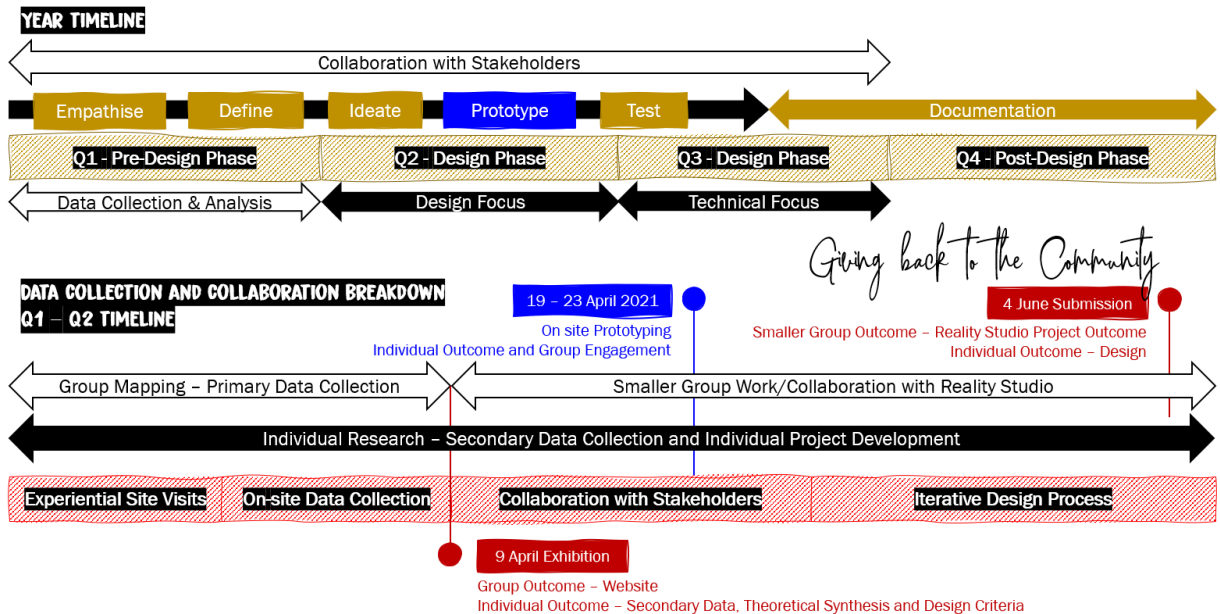 YEAR TIMELINE
Collaboration with Stakeholders
Empathise
Define
Ideate
Prototype
Test
Documentation
Q1 - Pre-Design Phase
Q2 - Design Phase
Q3 - Design Phase
Q4 - Post-Design Phase
Data Collection & Analysis
Design Focus
Technical Focus
Giving back to the Community
DATA COLLECTION AND COLLABORATION BREAKDOWN
Q1 – Q2 TIMELINE
19 – 23 April 2021
On site Prototyping
Individual Outcome and Group Engagement
4 June Submission
Smaller Group Outcome – Reality Studio Project Outcome
Individual Outcome – Design
Group Mapping – Primary Data Collection
Smaller Group Work/Collaboration with Reality Studio
Individual Research – Secondary Data Collection and Individual Project Development
Experiential Site Visits
On-site Data Collection
Collaboration with Stakeholders
Iterative Design Process
9 April Exhibition
Group Outcome – Website
Individual Outcome – Secondary Data, Theoretical Synthesis and Design Criteria